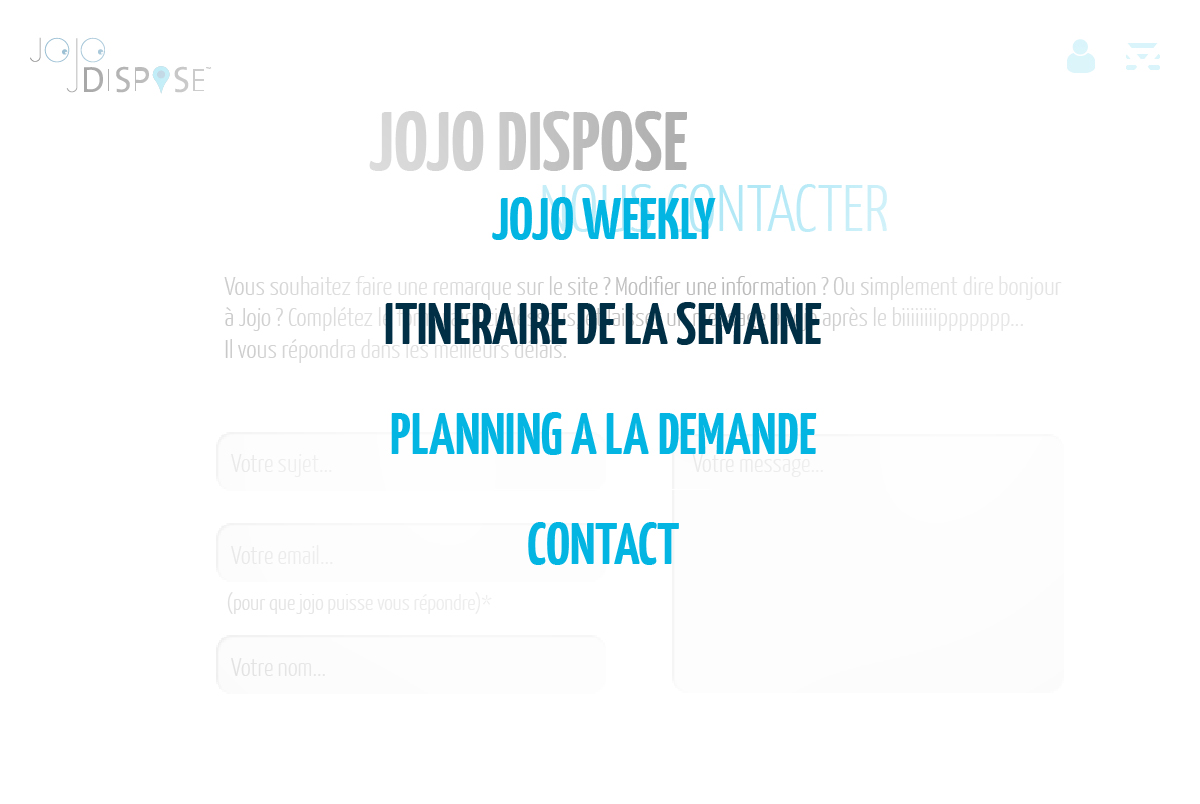 JOJO
DISPOSE™
JOJO DISPOSE
NOUS CONTACTER
JOJO WEEKLY
Vous souhaitez faire une remarque sur le site ? Modifier une information ? Ou simplement dire bonjour
ITINERAIRE DE LA SEMAINE
à Jojo ? Complétez le après le biiiiiiiippppppp...
Il vous répondra dans les meilleurs délais.
PLANNING A LA DEMANDE
Votre sujet...
Votre message...
CONTACT
Votre email...
(pour que jojo puisse vous répondre)*
Votre nom...